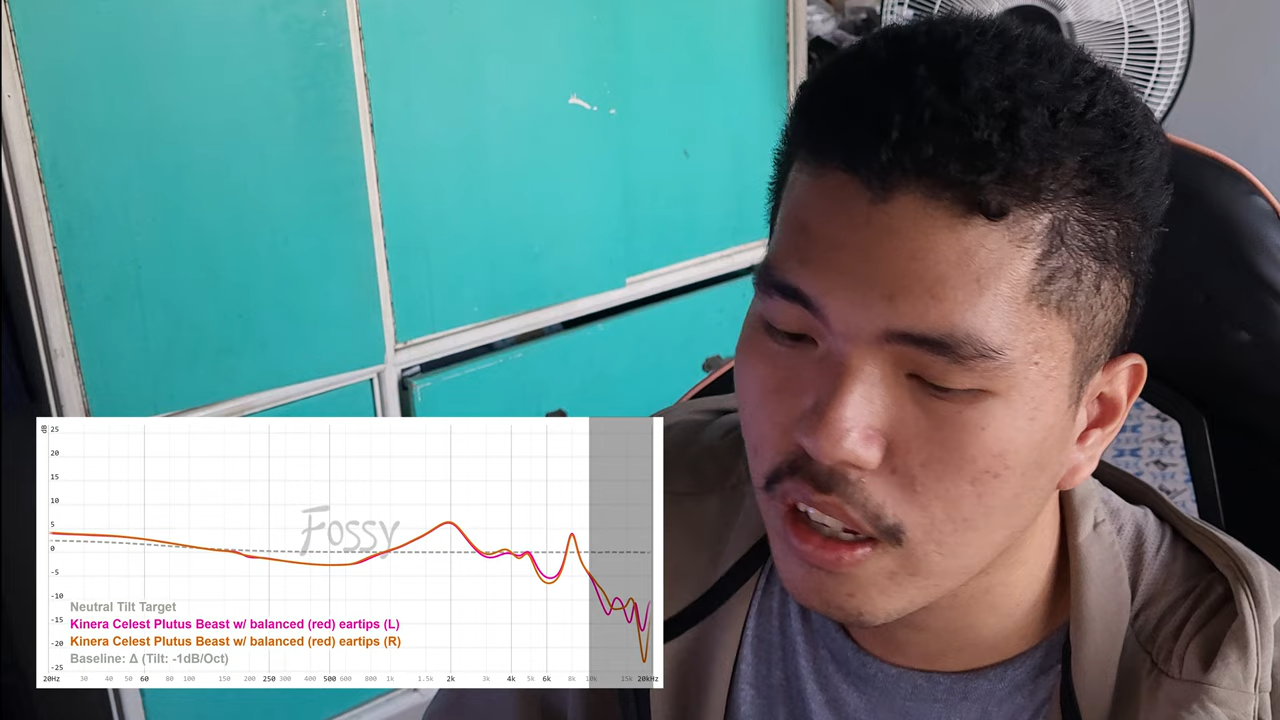 dB
25
20
15
10
5
0
-5
-10
-15
-20
-25
Fossy
Neutral Tilt Target
Kinera Celest Plutus Beast w/ balanced (red) eartips (L)
Kinera Celest Plutus Beast w/ balanced (red) eartips (R)
Baseline: Δ (Tilt: -1dB/Oct)
20Hz 30 40 50 60 80 100 150 200 250 300 400 500 600 800 1k 1.5k 2k 3k 4k 5k 6k 8k 10k 15k 20kHz